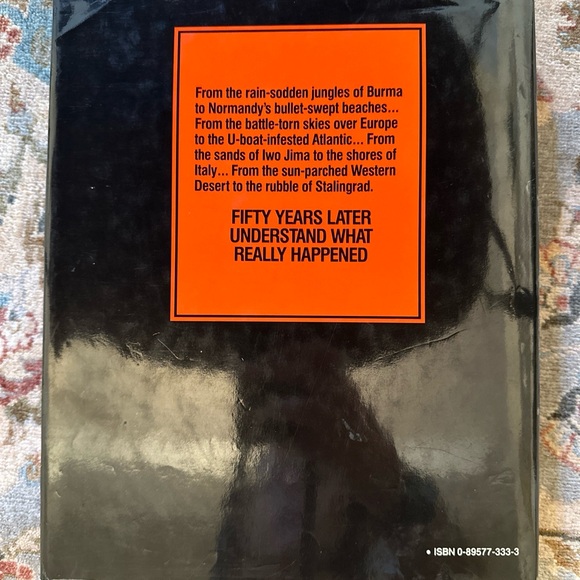 From the rain-sodden jungles of Burma
to Normandy's bullet-swept beaches...
From the battle-torn skies over Europe
to the U-boat-infested Atlantic... From
the sands of Iwo Jima to the shores of
Italy... From the sun-parched Western
Desert to the rubble of Stalingrad.
FIFTY YEARS LATER
UNDERSTAND WHAT
REALLY HAPPENED
• ISBN 0-89577-333-3